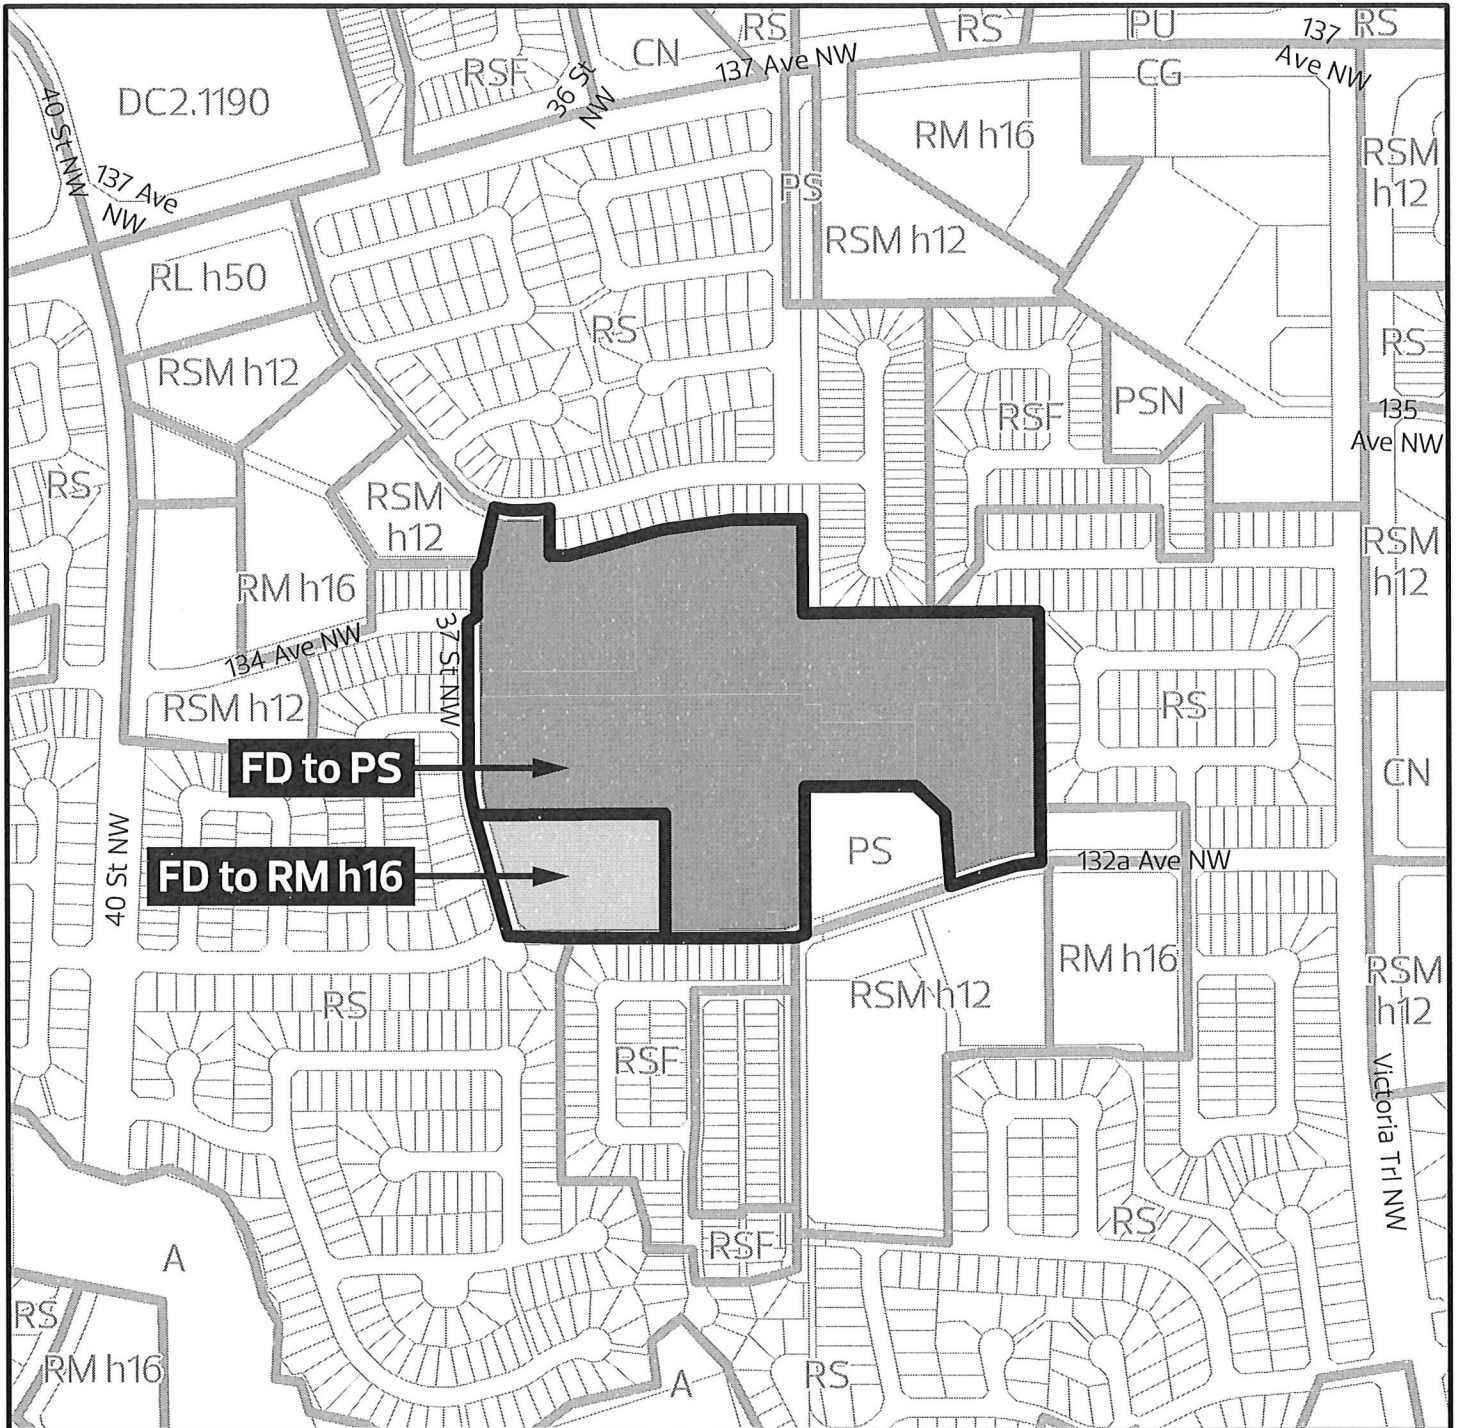 RS
RS
PU
137
Ave NW
RS
CN
137 Ave NW
RSF
36 St
NW
CG
DC2.1190
40 St NW
RM h16
RSM
h12
137 Ave
NW
PS
RSM h12
RL h50
RS
RS
RSM h12
PSN
RSF
135
Ave NW
RS
RSM
h12
RSM
h12
RM h16
134 Ave NW
37 St NW
RSM h12
RS
FD to PS
CN
40 St NW
PS
132a Ave NW
FD to RM h16
RM h16
RSM h12
RSM
h12
RS
RSF
Victoria Trl NW
RS
RSF
A
RS
RM h16
A
RS